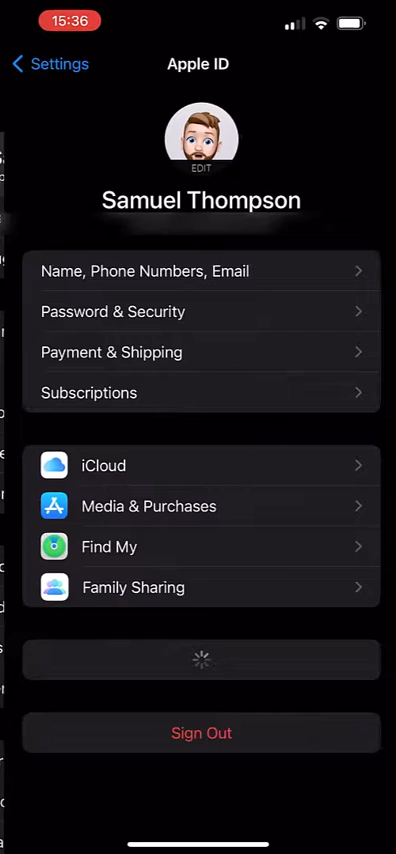 15:36
Settings
Apple ID
EDIT
Samuel Thompson
Name, Phone Numbers, Email
Password & Security
Payment & Shipping
Subscriptions
iCloud
Media & Purchases
Find My
Family Sharing
Sign Out